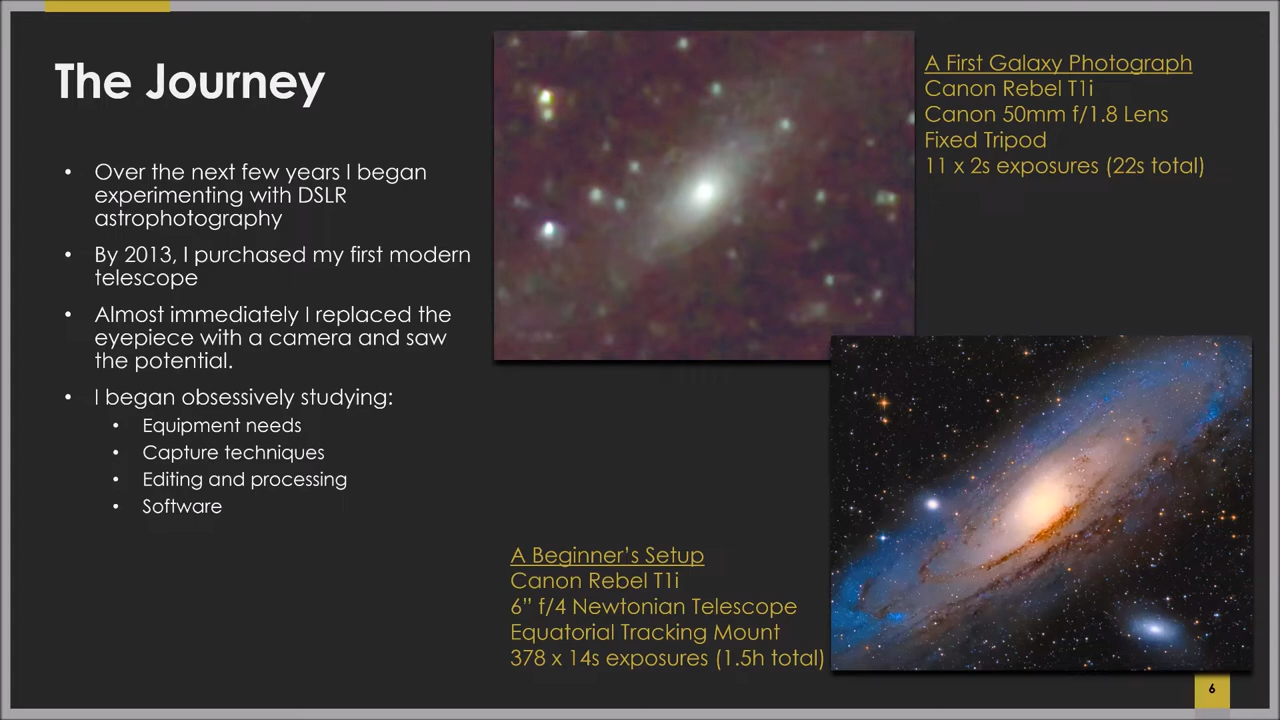 The Journey
• Over the next few years I began
experimenting with DSLR
astrophotography
• By 2013, I purchased my first modern
telescope
• Almost immediately I replaced the
eyepiece with a camera and saw
the potential.
• I began obsessively studying:
• Equipment needs
• Capture techniques
• Editing and processing
• Software
A First Galaxy Photograph
Canon Rebel T1i
Canon 50mm f/1.8 Lens
Fixed Tripod
11 x 2s exposures (22s total)
A Beginner’s Setup
Canon Rebel T1i
6” f/4 Newtonian Telescope
Equatorial Tracking Mount
378 x 14s exposures (1.5h total)
6